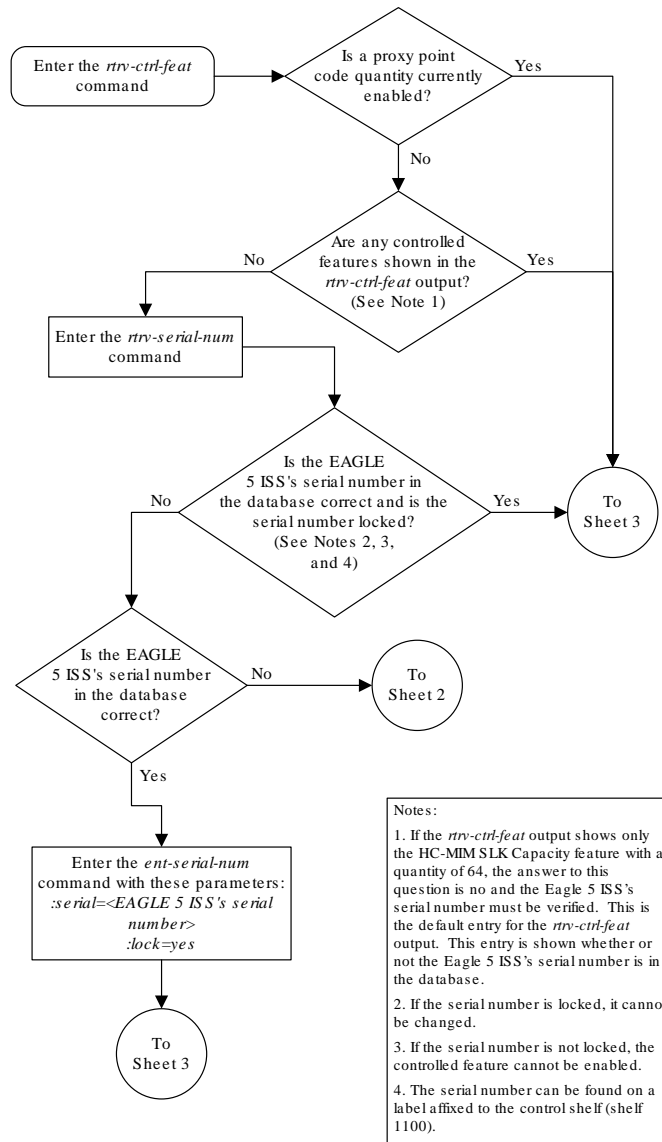 Enter the rtrv-ctrl-feat
command
Is a proxy point
code quantity currently
enabled?
Yes
No
Are any controlled
features shown in the
rtrv-ctrl-feat output?
(See Note 1)
No
Yes
Enter the rtrv-serial-num
command
Is the EAGLE
5 ISS's serial number in
the database correct and is the
serial number locked?
(See Notes 2, 3,
and 4)
No
Yes
To
Sheet 3
Is the EAGLE
5 ISS's serial number
in the database
correct?
No
To
Sheet 2
Yes
Enter the ent-serial-num
command with these parameters:
:serial=<EAGLE 5 ISS's serial
number>
:lock=yes
To
Sheet 3
Notes:
1. If the rtrv-ctrl-feat output shows only
the HC-MIM SLK Capacity feature with a
quantity of 64, the answer to this
question is no and the Eagle 5 ISS's
serial number must be verified. This is
the default entry for the rtrv-ctrl-feat
output. This entry is shown whether or
not the Eagle 5 ISS's serial number is in
the database.
2. If the serial number is locked, it cannot
be changed.
3. If the serial number is not locked, the
controlled feature cannot be enabled.
4. The serial number can be found on a
label affixed to the control shelf (shelf
1100).